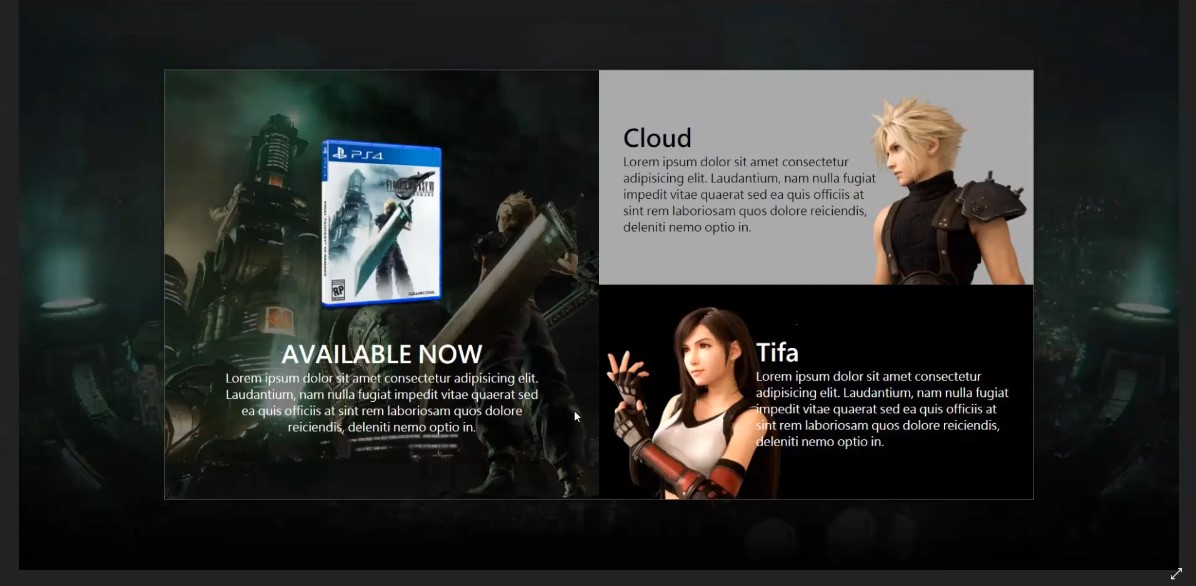 PS4
FINAL FANTASY VII
AVAILABLE NOW
Lorem ipsum dolor sit amet consectetur adipisicing elit.
Laudantium, nam nulla fugiat impedit vitae quaerat sed
ea quis officiis at sint rem laboriosam quos dolore
reiciendis, deleniti nemo optio in.
RP
SQUARE ENIX
Cloud
Lorem ipsum dolor sit amet consectetur
adipisicing elit. Laudantium, nam nulla fugiat
impedit vitae quaerat sed ea quis officiis at
sint rem laboriosam quos dolore reiciendis,
deleniti nemo optio in.
Tifa
Lorem ipsum dolor sit amet consectetur
adipisicing elit. Laudantium, nam nulla fugiat
impedit vitae quaerat sed ea quis officiis at
sint rem laboriosam quos dolore reiciendis,
deleniti nemo optio in.